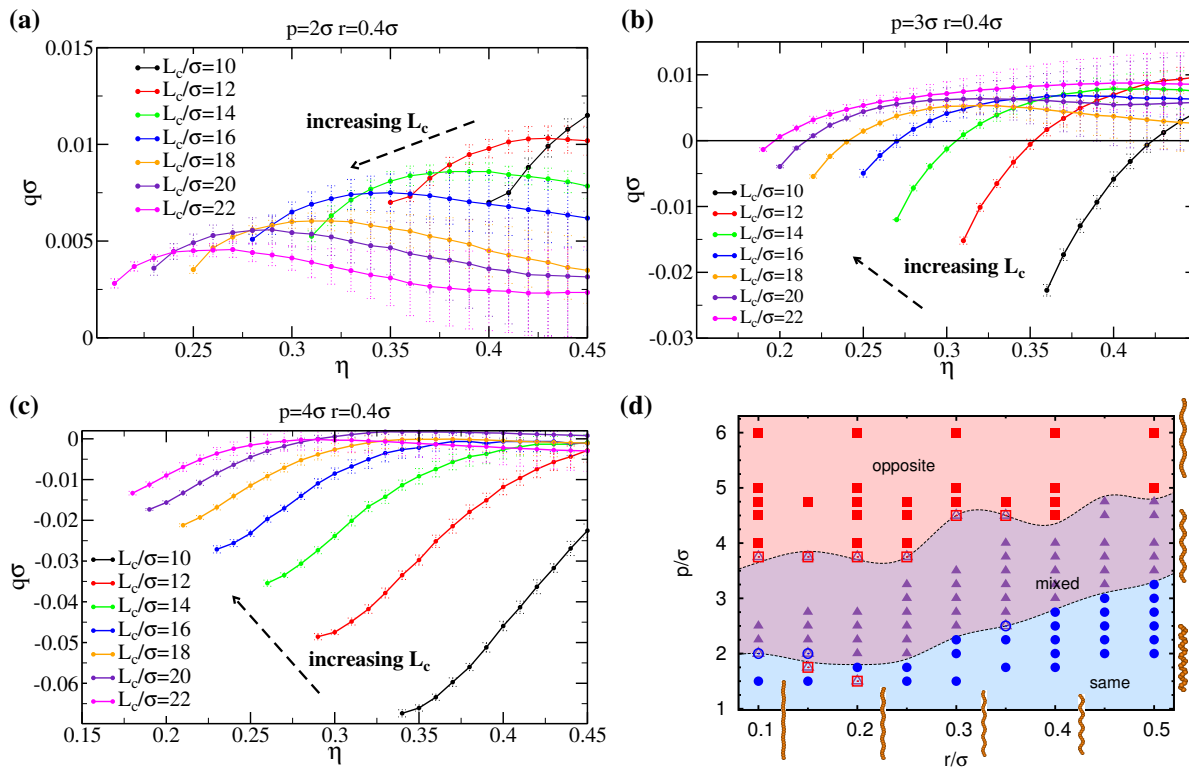 (a)
p=2σ r=0.4σ
0.015
0.01
0.005
0
qσ
L_c/σ=10
L_c/σ=12
L_c/σ=14
L_c/σ=16
L_c/σ=18
L_c/σ=20
L_c/σ=22
increasing L_c
0.25 0.3 0.35 0.4 0.45
η
(b)
p=3σ r=0.4σ
0.01
0
-0.01
-0.02
-0.03
qσ
L_c/σ=10
L_c/σ=12
L_c/σ=14
L_c/σ=16
L_c/σ=18
L_c/σ=20
L_c/σ=22
increasing L_c
0.2 0.25 0.3 0.35 0.4
η
(c)
p=4σ r=0.4σ
0
-0.01
-0.02
-0.03
-0.04
-0.05
-0.06
qσ
L_c/σ=10
L_c/σ=12
L_c/σ=14
L_c/σ=16
L_c/σ=18
L_c/σ=20
L_c/σ=22
increasing L_c
0.15 0.2 0.25 0.3 0.35 0.4 0.45
η
(d)
6
5
4
3
2
1
p/σ
opposite
mixed
same
0.1 0.2 0.3 0.4 0.5
r/σ